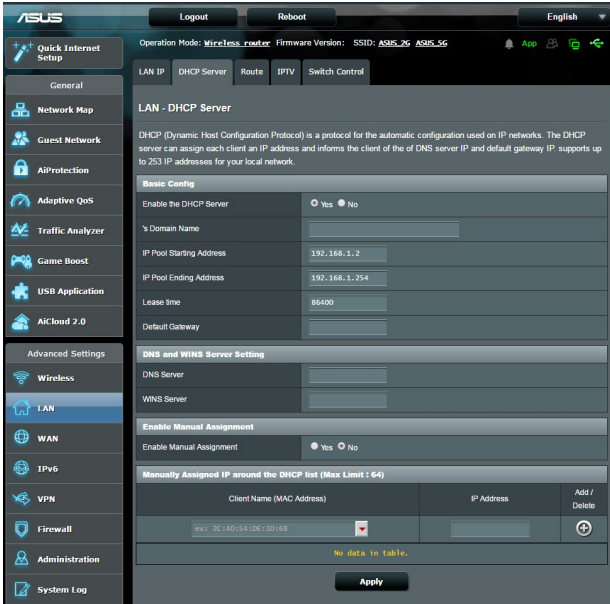 ASUS
Logout
Reboot
English
Quick Internet Setup
Operation Mode: Wireless router Firmware Version: SSID: ASUS_2G ASUS_5G
App
LAN IP DHCP Server Route IPTV Switch Control
General
Network Map
Guest Network
AiProtection
Adaptive QoS
Traffic Analyzer
Game Boost
USB Application
AiCloud 2.0
Advanced Settings
Wireless
LAN
WAN
IPv6
VPN
Firewall
Administration
System Log
LAN - DHCP Server
DHCP (Dynamic Host Configuration Protocol) is a protocol for the automatic configuration used on IP networks. The DHCP
server can assign each client an IP address and informs the client of the of DNS server IP and default gateway IP. supports up
to 253 IP addresses for your local network.
Basic Config
Enable the DHCP Server Yes No
's Domain Name
IP Pool Starting Address 192.168.1.2
IP Pool Ending Address 192.168.1.254
Lease time 86400
Default Gateway
DNS and WINS Server Setting
DNS Server
WINS Server
Enable Manual Assignment
Enable Manual Assignment Yes No
Manually Assigned IP around the DHCP list (Max Limit : 64)
Client Name (MAC Address) IP Address Add / Delete
ex: 2C:4D:54:DE:3D:68
No data in table.
Apply